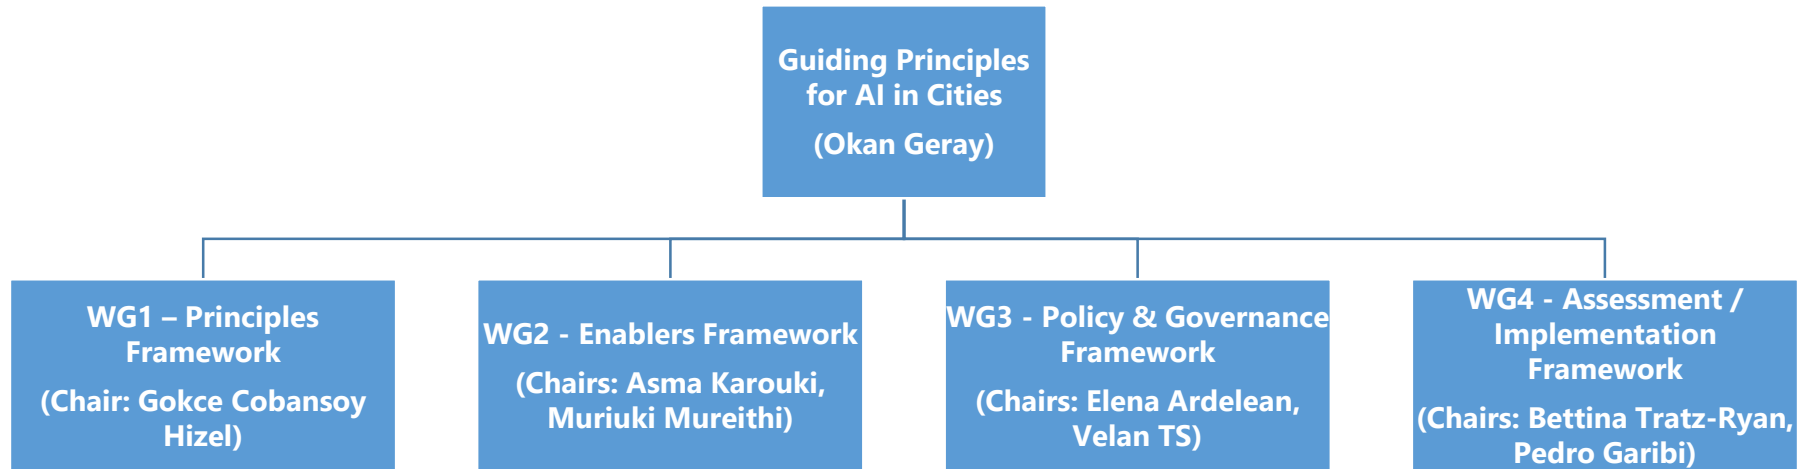 Guiding Principles
for AI in Cities
(Okan Geray)
WG1 – Principles
Framework
(Chair: Gokce Cobansoy
Hizel)
WG2 - Enablers Framework
(Chairs: Asma Karouki,
Muriuki Mureithi)
WG3 - Policy & Governance
Framework
(Chairs: Elena Ardelean,
Velan TS)
WG4 - Assessment /
Implementation
Framework
(Chairs: Bettina Tratz-Ryan,
Pedro Garibi)